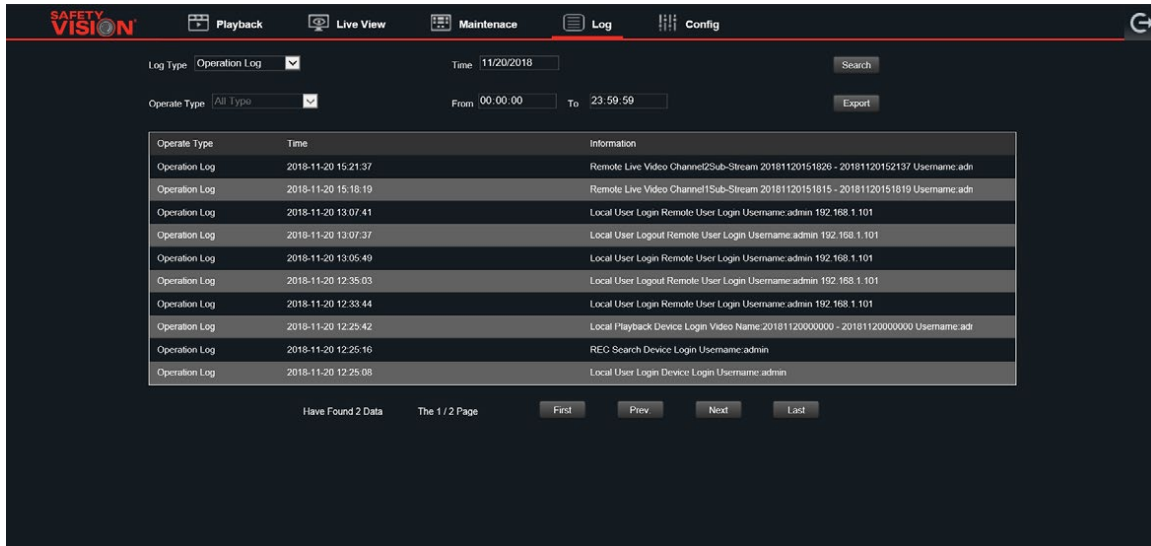 SAFETY VISION Playback Live View Maintenace Log Config
Log Type Operation Log Time 11/20/2018 Search
Operate Type All Type From 00:00:00 To 23:59:59 Export
Operate Type Time Information
Operation Log 2018-11-20 15:21:37 Remote Live Video Channel2Sub-Stream 20181120151826 - 20181120152137 Username:adn
Operation Log 2018-11-20 15:18:19 Remote Live Video Channel1Sub-Stream 20181120151815 - 20181120151819 Username:adn
Operation Log 2018-11-20 13:07:41 Local User Login Remote User Login Username:admin 192.168.1.101
Operation Log 2018-11-20 13:07:37 Local User Logout Remote User Login Username:admin 192.168.1.101
Operation Log 2018-11-20 13:05:49 Local User Login Remote User Login Username:admin 192.168.1.101
Operation Log 2018-11-20 12:35:03 Local User Logout Remote User Login Username:admin 192.168.1.101
Operation Log 2018-11-20 12:33:44 Local User Login Remote User Login Username:admin 192.168.1.101
Operation Log 2018-11-20 12:25:42 Local Playback Device Login Video Name:20181120000000 - 20181120000000 Username:adr
Operation Log 2018-11-20 12:25:16 REC Search Device Login Username:admin
Operation Log 2018-11-20 12:25:08 Local User Login Device Login Username:admin
Have Found 2 Data The 1 / 2 Page First Prev Next Last